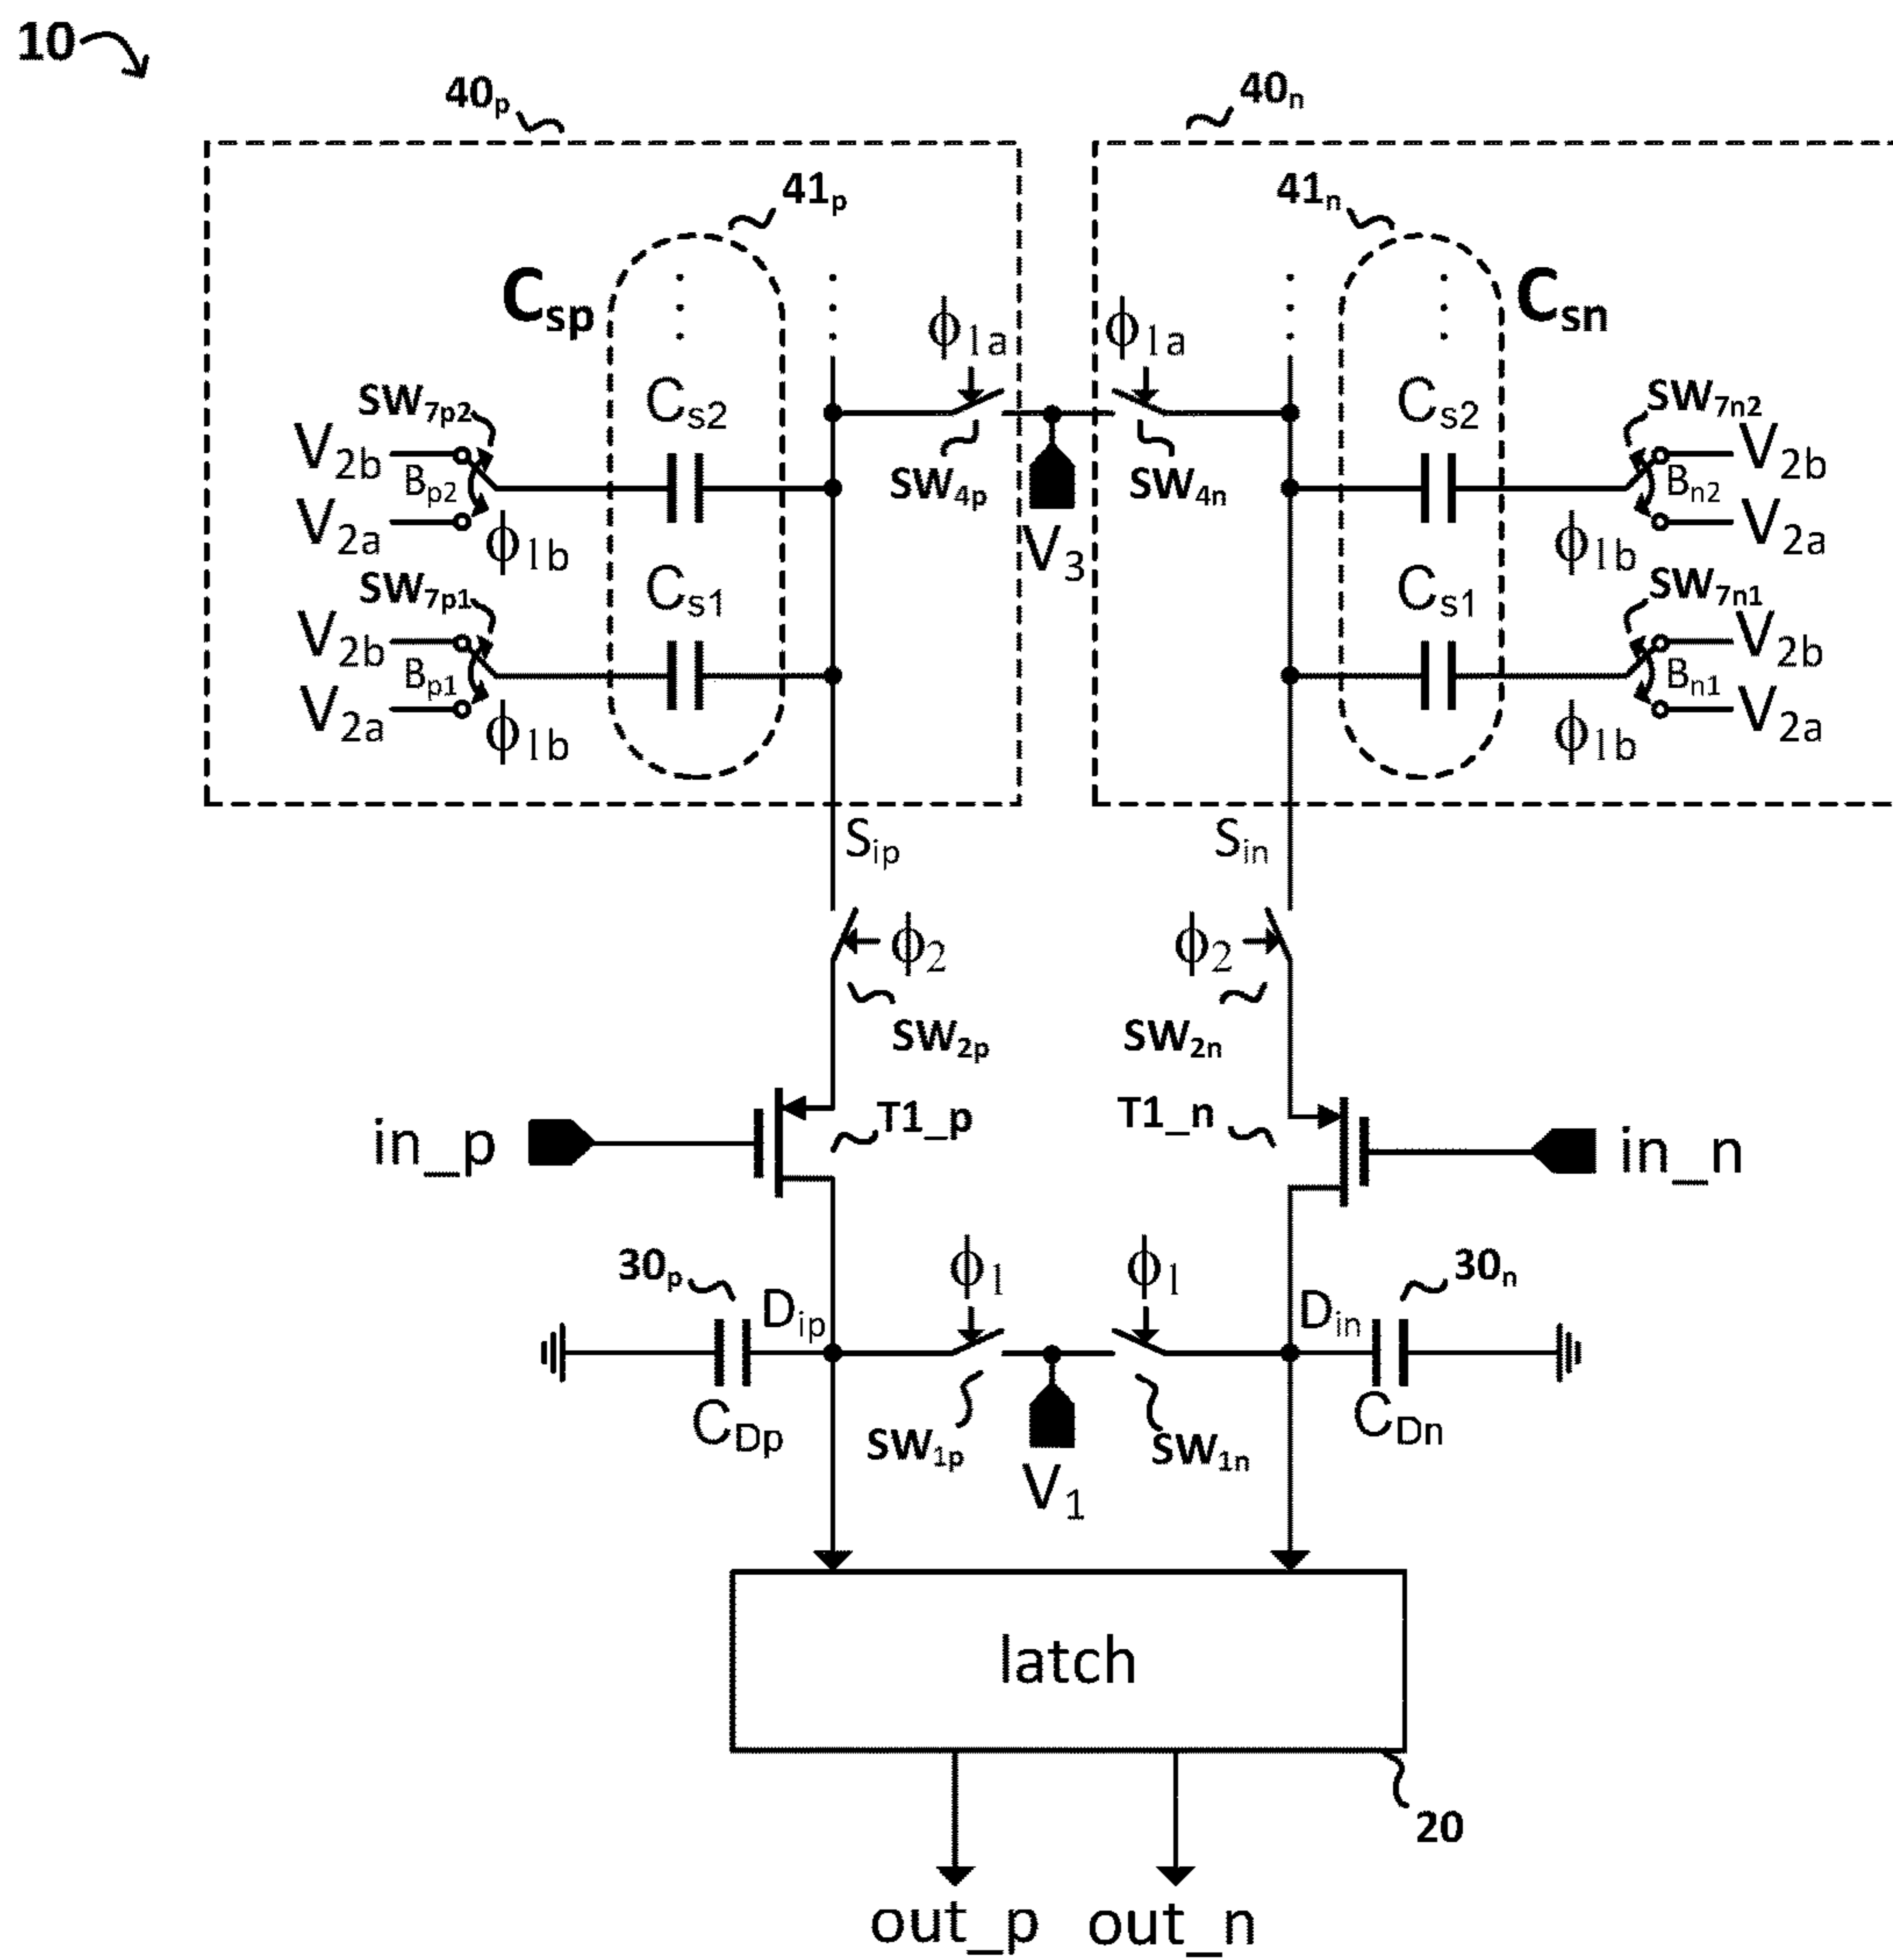 10
40p 40n
41p 41n
Csp Csn
ϕ1a ϕ1a
SW7p2 Cs2 Cs2 SW7n2
V2b Bp2 SW4p SW4n Bn2 V2b
V2a ϕ1b V3 ϕ1b V2a
SW7p1 Cs1 Cs1 SW7n1
V2b Bp1 Bn1 V2b
V2a ϕ1b ϕ1b V2a
Sip Sin
ϕ2 ϕ2
SW2p SW2n
in_p T1_p T1_n in_n
30p ϕ1 ϕ1 30n
Dip Din
CDp SW1p SW1n CDn
V1
latch
20
out_p out_n